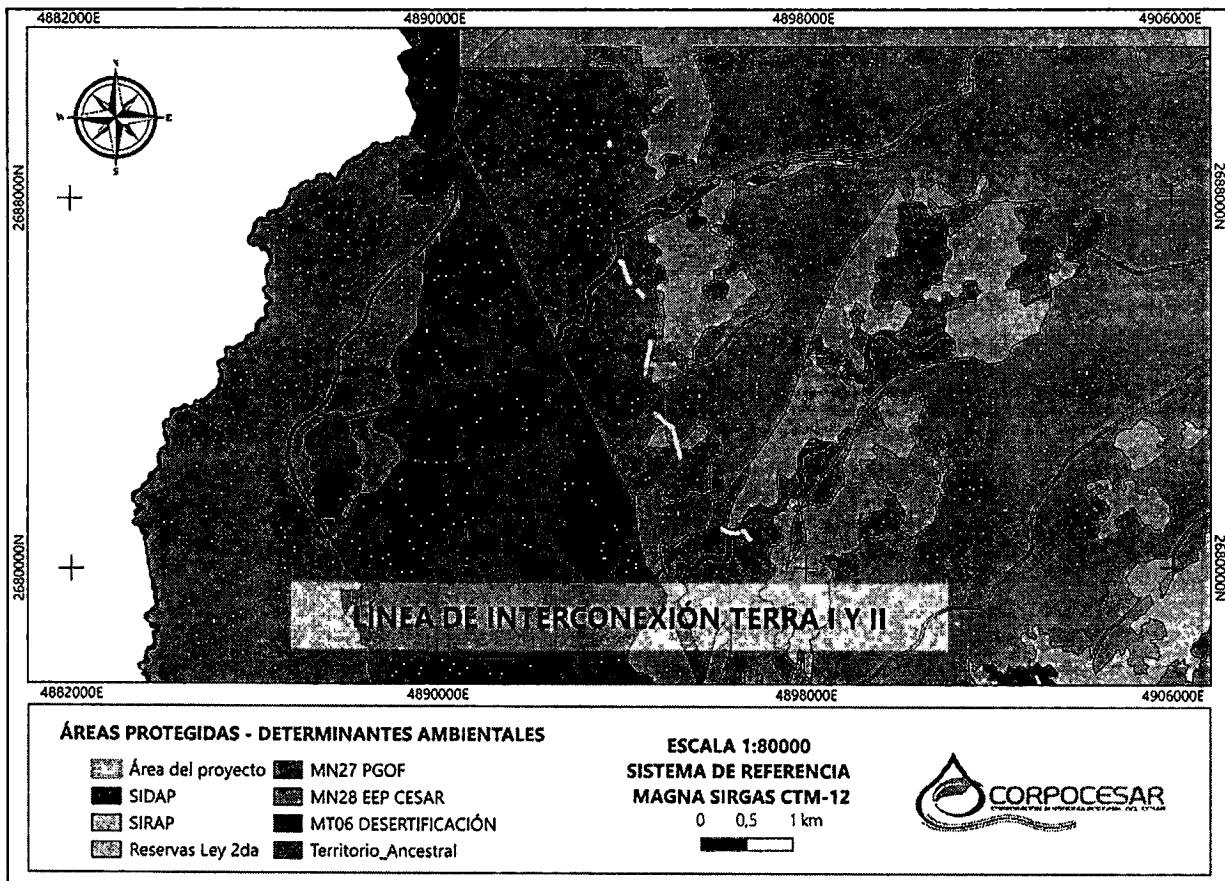 4882000E 4890000E 4898000E 4906000E
N
W E
S
2688000N 2688000N
2680000N 2680000N
LÍNEA DE INTERCONEXIÓN TERRA I Y II
4882000E 4890000E 4898000E 4906000E
ÁREAS PROTEGIDAS - DETERMINANTES AMBIENTALES
Área del proyecto
SIDAP
SIRAP
Reservas Ley 2da
MN27 PGOF
MN28 EEP CESAR
MT06 DESERTIFICACIÓN
Territorio_Ancestral
ESCALA 1:80000
SISTEMA DE REFERENCIA
MAGNA SIRGAS CTM-12
0 0,5 1 km
CORPOCESAR